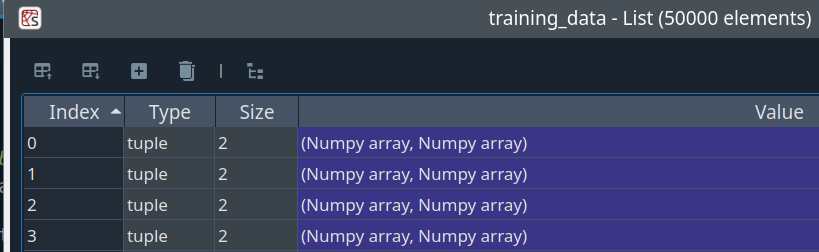 training_data - List (50000 elements)
Index Type Size Value
0 tuple 2 (Numpy array, Numpy array)
1 tuple 2 (Numpy array, Numpy array)
2 tuple 2 (Numpy array, Numpy array)
3 tuple 2 (Numpy array, Numpy array)